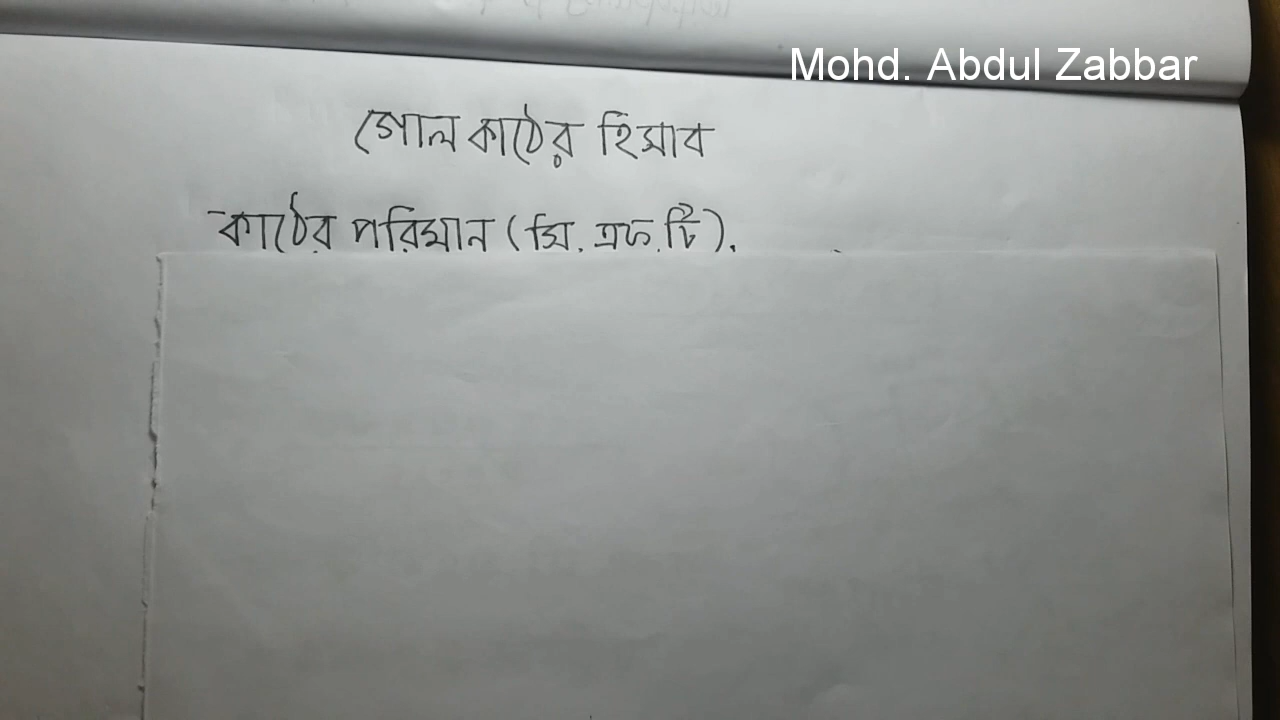 Mohd. Abdul Zabbar
গোল কাঠের হিসাব
কাঠের পরিমান (সি. এফ. টি).